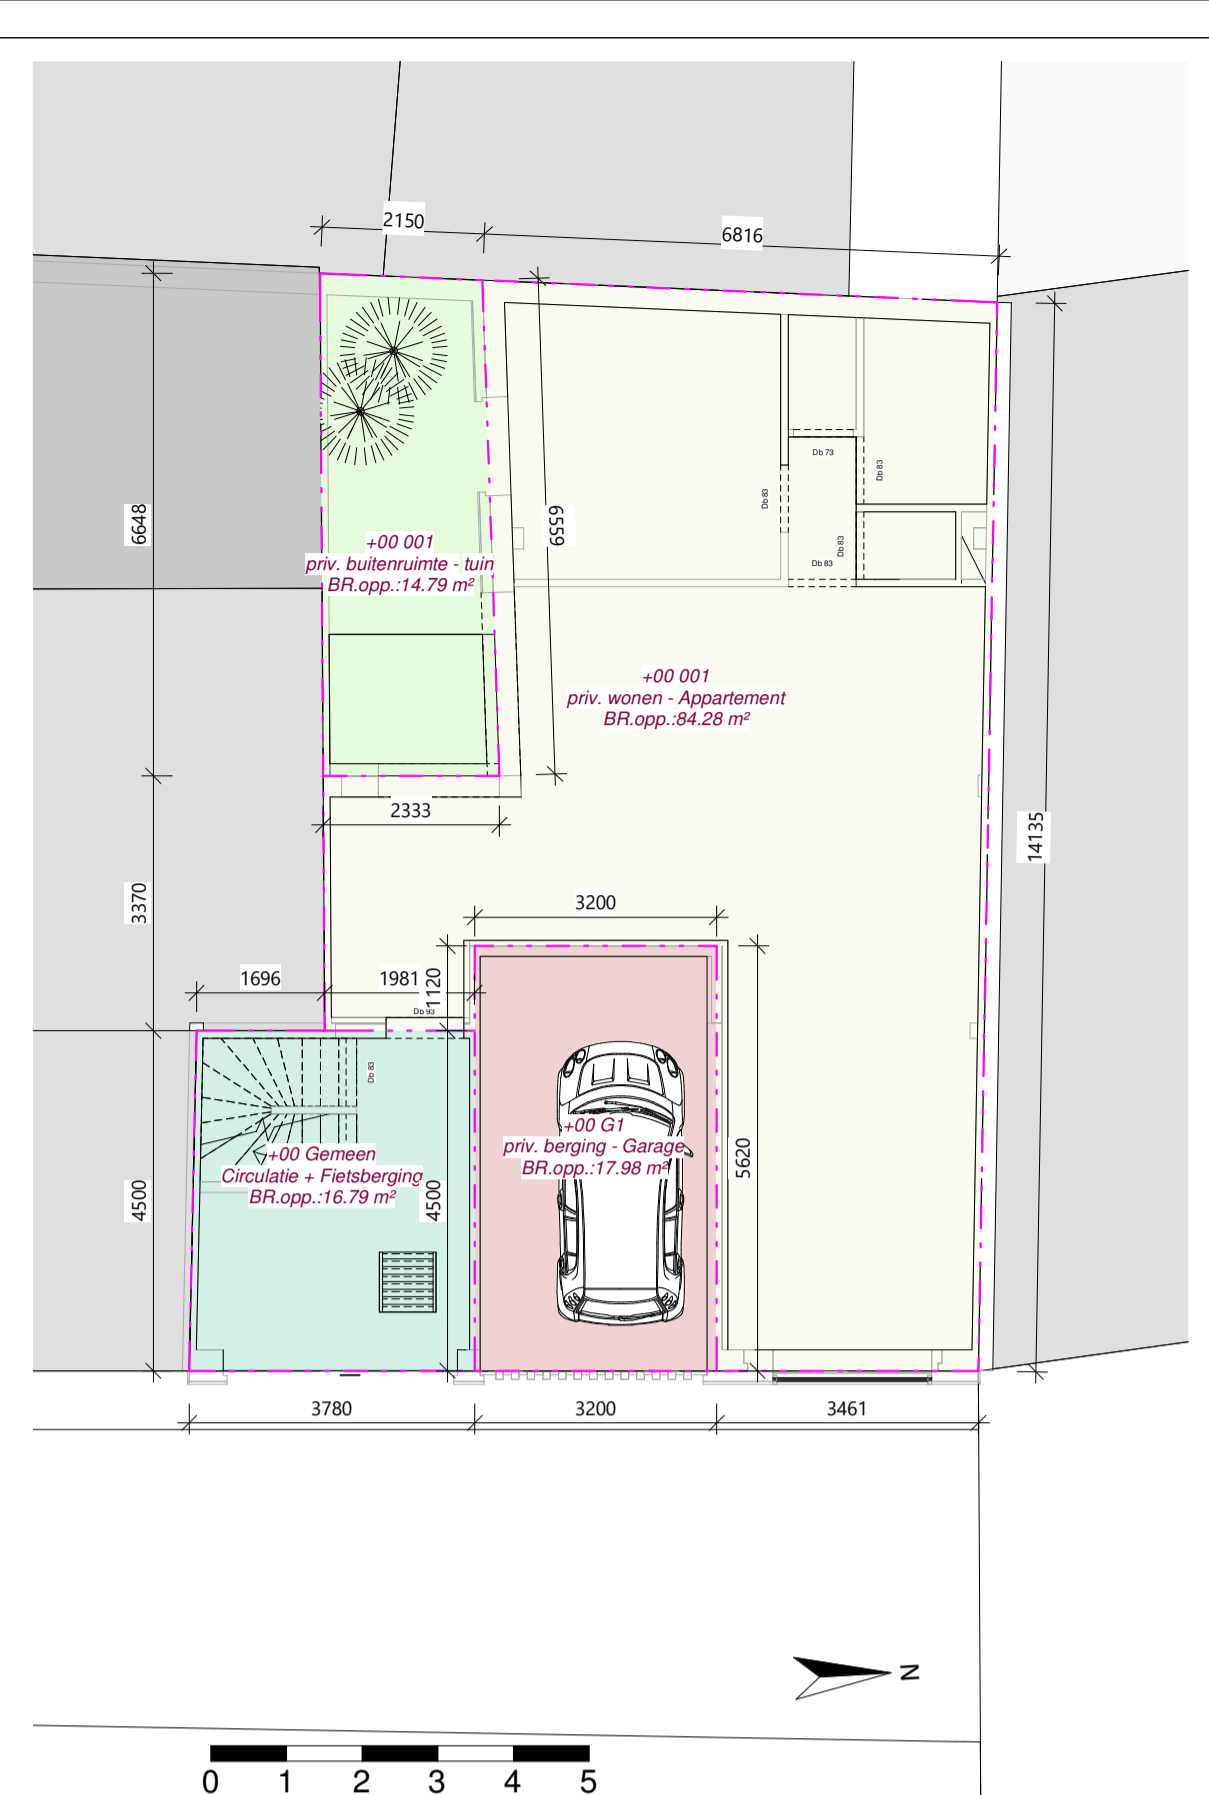 2150
6816
6648
6559
Db 73
Db 83
Db 83
Db 83
Db 83
+00 001
priv. buitenruimte - tuin
BR.opp.:14.79 m²
+00 001
priv. wonen - Appartement
BR.opp.:84.28 m²
2333
14135
3370
3200
1696
1981
1120
Db 93
Db 83
+00 Gemeen
Circulatie + Fietsberging
BR.opp.:16.79 m²
+00 G1
priv. berging - Garage
BR.opp.:17.98 m²
4500
4500
5620
3780
3200
3461
N
0 1 2 3 4 5